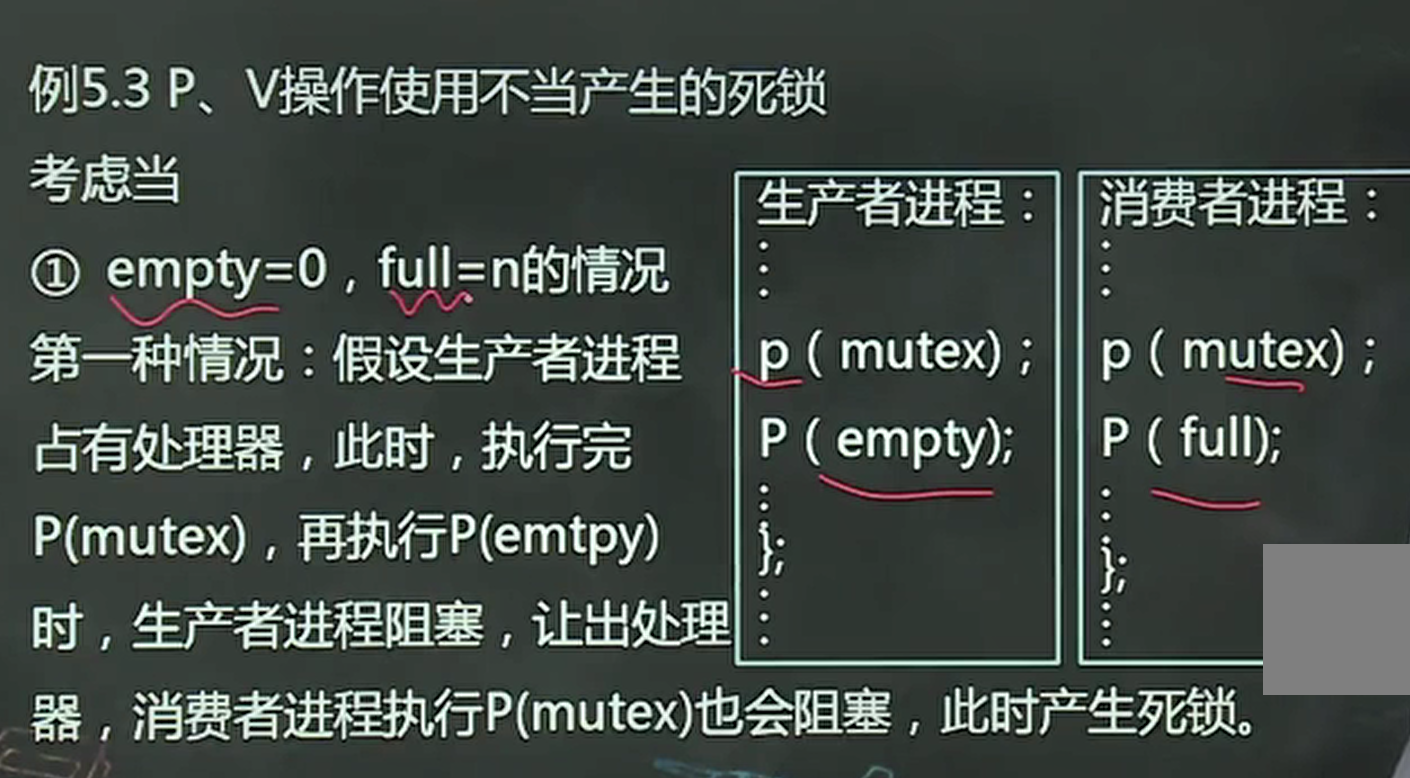 例5.3 P、V操作使用不当产生的死锁
考虑当
① empty=0，full=n的情况
第一种情况：假设生产者进程
占有处理器，此时，执行完
P(mutex)，再执行P(emtpy)
时，生产者进程阻塞，让出处理
器，消费者进程执行P(mutex)也会阻塞，此时产生死锁。
生产者进程：
⋮
p（ mutex)；
P（ empty);
⋮
};
⋮
消费者进程：
⋮
p（ mutex)；
P（ full);
⋮
};
⋮